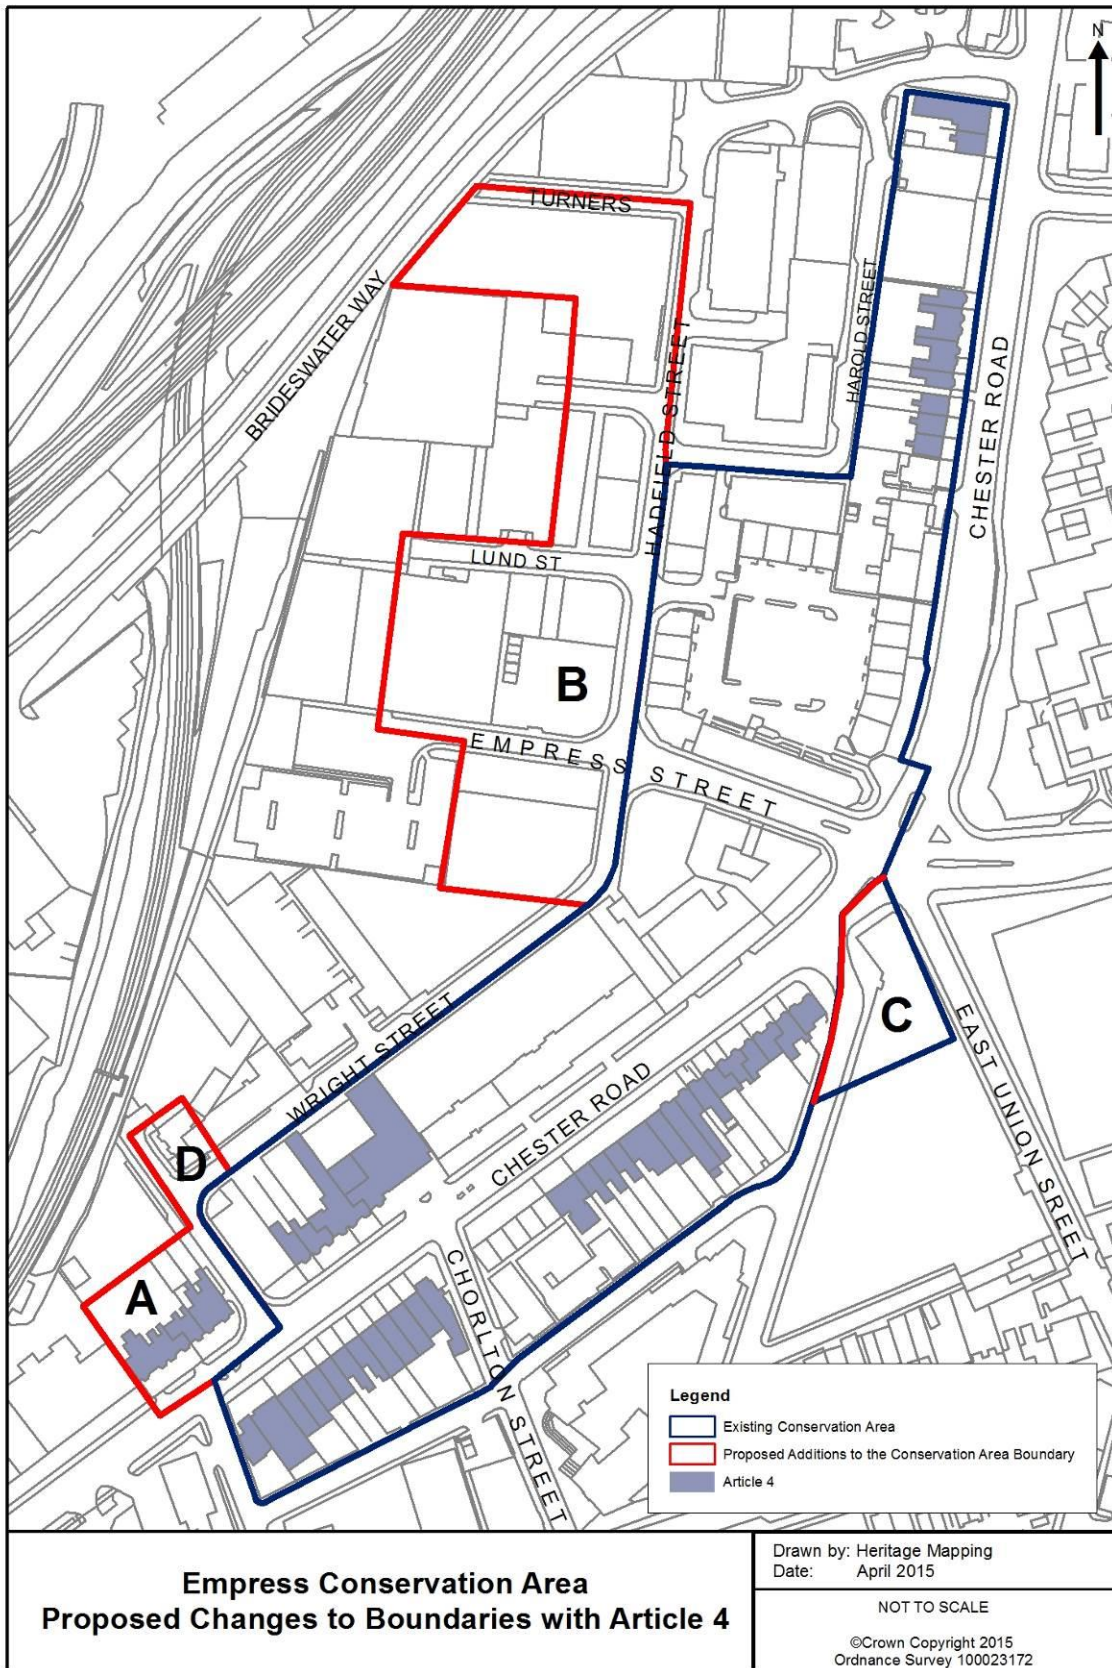 N
TURNERS
BRIDESWATER WAY
HADFIELD STREET
HAROLD STREET
CHESTER ROAD
LUND ST
B
EMPRESS STREET
C
EAST UNION SREET
WRIGHT STREET
CHESTER ROAD
D
A
CHORLTON STREET
Legend
Existing Conservation Area
Proposed Additions to the Conservation Area Boundary
Article 4
Empress Conservation Area
Proposed Changes to Boundaries with Article 4
Drawn by: Heritage Mapping
Date: April 2015
NOT TO SCALE
©Crown Copyright 2015
Ordnance Survey 100023172